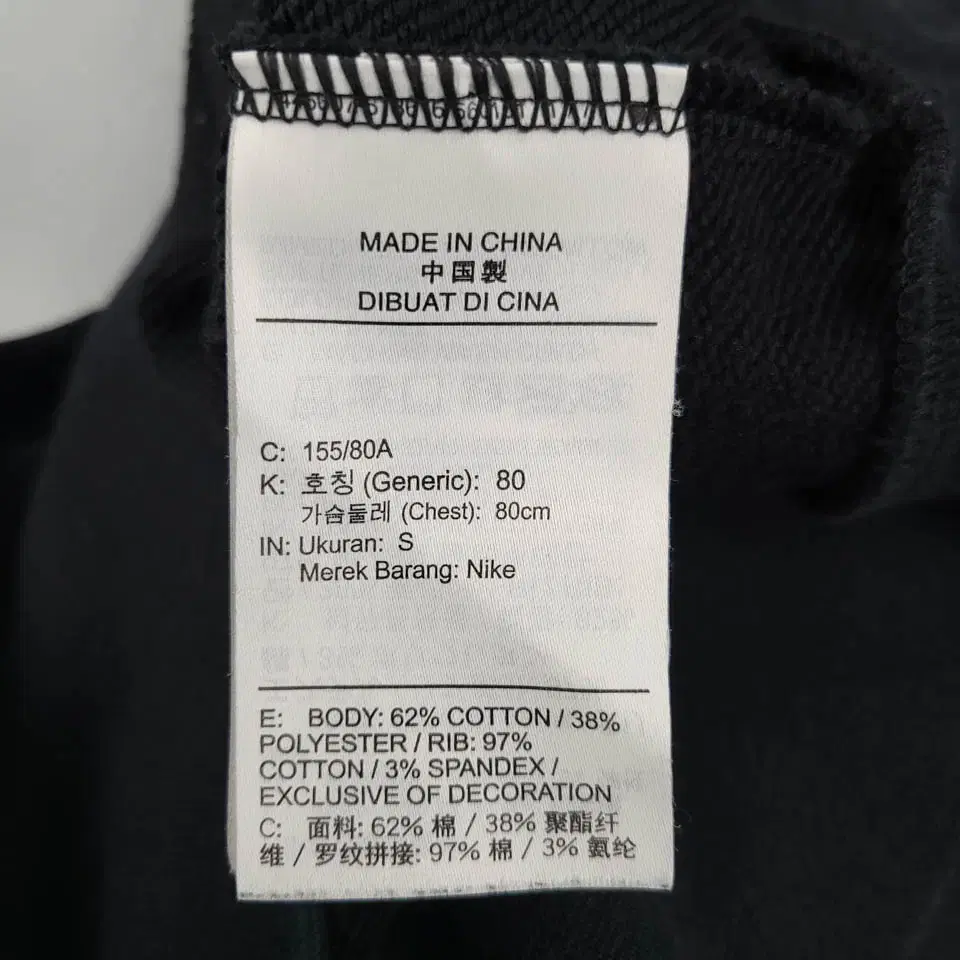 MADE IN CHINA
中国製
DIBUAT DI CINA
C: 155/80A
K: 호칭 (Generic): 80
가슴둘레 (Chest): 80cm
IN: Ukuran: S
Merek Barang: Nike
E: BODY: 62% COTTON / 38%
POLYESTER / RIB: 97%
COTTON / 3% SPANDEX /
EXCLUSIVE OF DECORATION
C: 面料: 62% 棉 / 38% 聚酯纤
维 / 罗纹拼接: 97% 棉 / 3% 氨纶